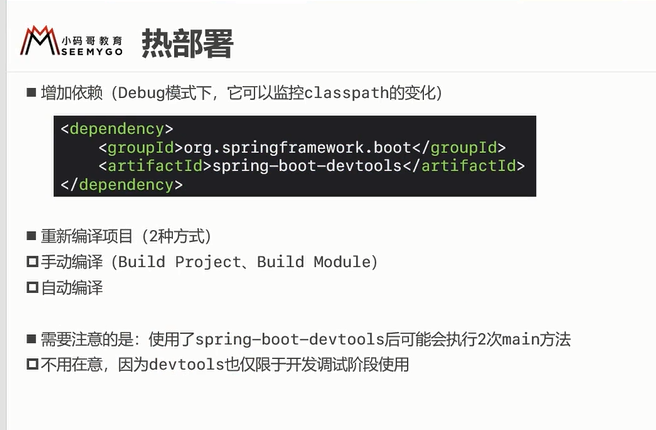 小码哥教育
SEEMYGO
热部署
■ 增加依赖（Debug模式下，它可以监控classpath的变化）
<dependency>
    <groupId>org.springframework.boot</groupId>
    <artifactId>spring-boot-devtools</artifactId>
</dependency>
■ 重新编译项目（2种方式）
手动编译（Build Project、Build Module）
自动编译
■ 需要注意的是：使用了spring-boot-devtools后可能会执行2次main方法
不用在意，因为devtools也仅限于开发调试阶段使用